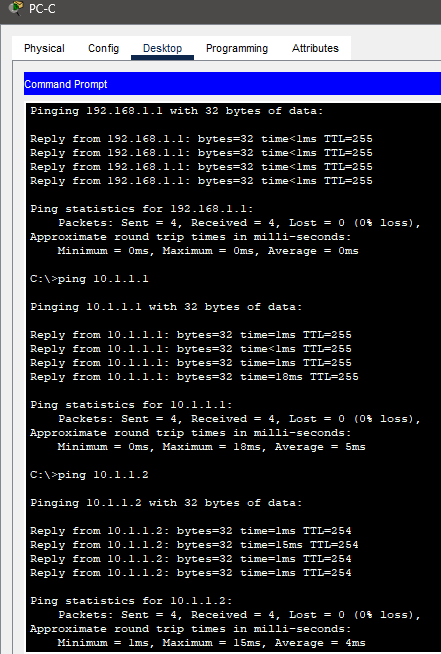 PC-C
Physical Config Desktop Programming Attributes
Command Prompt
Pinging 192.168.1.1 with 32 bytes of data:
Reply from 192.168.1.1: bytes=32 time<1ms TTL=255
Reply from 192.168.1.1: bytes=32 time<1ms TTL=255
Reply from 192.168.1.1: bytes=32 time<1ms TTL=255
Reply from 192.168.1.1: bytes=32 time<1ms TTL=255
Ping statistics for 192.168.1.1:
Packets: Sent = 4, Received = 4, Lost = 0 (0% loss),
Approximate round trip times in milli-seconds:
Minimum = 0ms, Maximum = 0ms, Average = 0ms
C:\>ping 10.1.1.1
Pinging 10.1.1.1 with 32 bytes of data:
Reply from 10.1.1.1: bytes=32 time=1ms TTL=255
Reply from 10.1.1.1: bytes=32 time<1ms TTL=255
Reply from 10.1.1.1: bytes=32 time=1ms TTL=255
Reply from 10.1.1.1: bytes=32 time=18ms TTL=255
Ping statistics for 10.1.1.1:
Packets: Sent = 4, Received = 4, Lost = 0 (0% loss),
Approximate round trip times in milli-seconds:
Minimum = 0ms, Maximum = 18ms, Average = 5ms
C:\>ping 10.1.1.2
Pinging 10.1.1.2 with 32 bytes of data:
Reply from 10.1.1.2: bytes=32 time=1ms TTL=254
Reply from 10.1.1.2: bytes=32 time=15ms TTL=254
Reply from 10.1.1.2: bytes=32 time=1ms TTL=254
Reply from 10.1.1.2: bytes=32 time=1ms TTL=254
Ping statistics for 10.1.1.2:
Packets: Sent = 4, Received = 4, Lost = 0 (0% loss),
Approximate round trip times in milli-seconds:
Minimum = 1ms, Maximum = 15ms, Average = 4ms